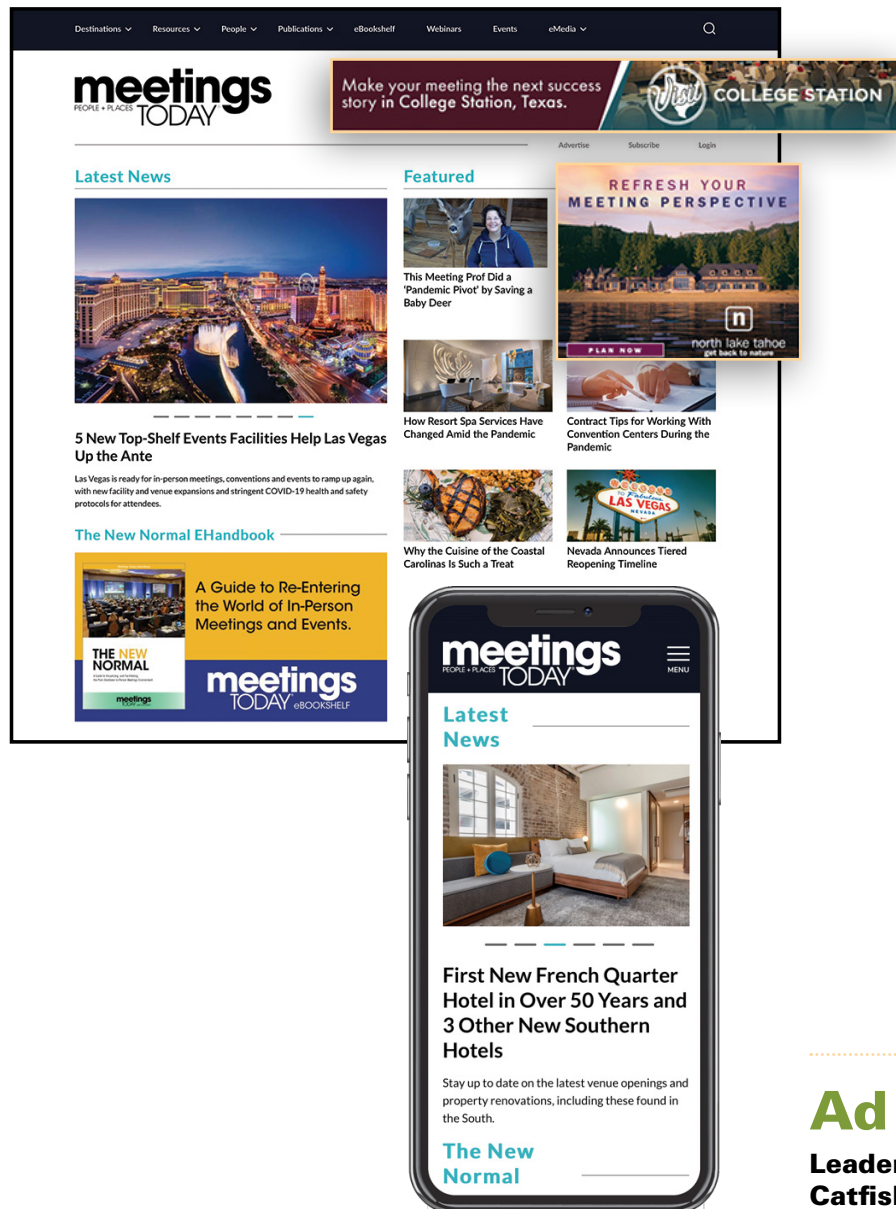 Destinations
Resources
People
Publications
eBookshelf
Webinars
Events
eMedia
meetings
PEOPLE + PLACES TODAY
Make your meeting the next success
story in College Station, Texas.
Visit COLLEGE STATION
Advertise
Subscribe
Login
Latest News
5 New Top-Shelf Events Facilities Help Las Vegas
Up the Ante
Las Vegas is ready for in-person meetings, conventions and events to ramp up again,
with new facility and venue expansions and stringent COVID-19 health and safety
protocols for attendees.
The New Normal EHandbook
A Guide to Re-Entering
the World of In-Person
Meetings and Events.
THE NEW
NORMAL
meetings
meetings
TODAY eBOOKSHELF
Featured
This Meeting Prof Did a
‘Pandemic Pivot’ by Saving a
Baby Deer
REFRESH YOUR
MEETING PERSPECTIVE
n
north lake tahoe
get back to nature
PLAN NOW
How Resort Spa Services Have
Changed Amid the Pandemic
Contract Tips for Working With
Convention Centers During the
Pandemic
WELCOME
TO Fabulous
LAS VEGAS
NEVADA
Why the Cuisine of the Coastal
Carolinas Is Such a Treat
Nevada Announces Tiered
Reopening Timeline
meetings
PEOPLE + PLACES TODAY
MENU
Latest
News
First New French Quarter
Hotel in Over 50 Years and
3 Other New Southern
Hotels
Stay up to date on the latest venue openings and
property renovations, including these found in
the South.
The New
Normal
Ad
Leader
Catfish